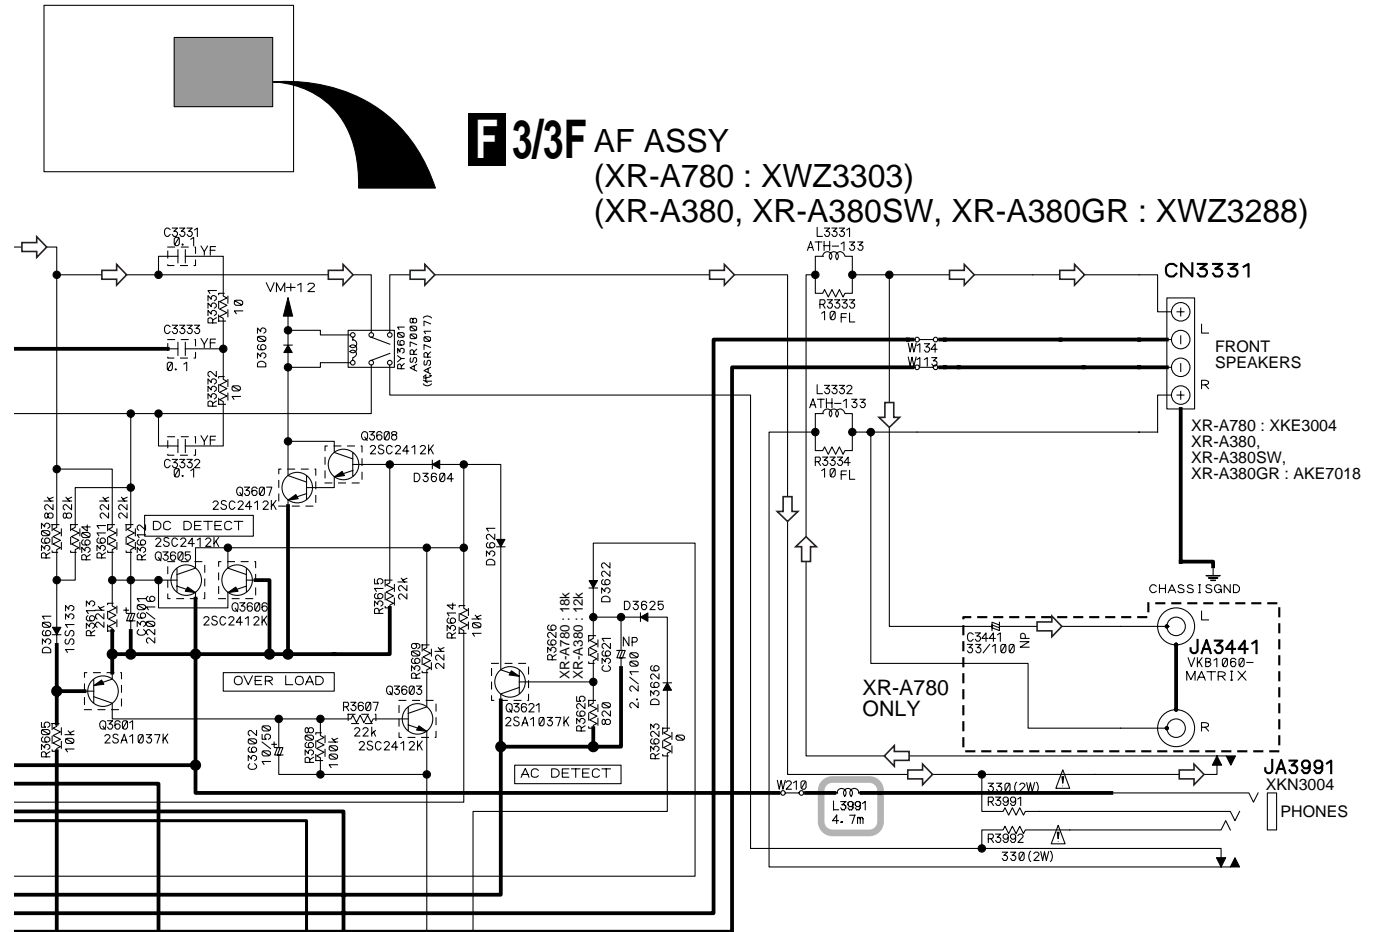 F 3/3F AF ASSY
(XR-A780 : XWZ3303)
(XR-A380, XR-A380SW, XR-A380GR : XWZ3288)
C3331
0.1
YF
L3331
ATH-133
CN3331
R3331
10
VM+12
R3333
10 FL
C3333
YF
0.1
D3603
RY3601
ASR7008
(ftASR7017)
W134
W113
L
FRONT
SPEAKERS
R
R3332
10
L3332
ATH-133
C3332
YF
0.1
Q3608
2SC2412K
D3604
R3334
10 FL
XR-A780 : XKE3004
XR-A380,
XR-A380SW,
XR-A380GR : AKE7018
Q3607
2SC2412K
R3603 82k
R3604 82k
R3611 22k
R3612 22k
DC DETECT
2SC2412K
Q3605
Q3606
2SC2412K
D3621
D3622
D3625
CHASSISGND
D3601
1SS133
R3613
22k
C3601
220/16
R3615
22k
R3614
10k
R3609
22k
R3626
XR-A780 : 18k
XR-A380 : 12k
C3621
NP
2.2/100
D3626
C3441
33/100
NP
L
JA3441
VKB1060-
MATRIX
R
XR-A780
ONLY
OVER LOAD
Q3603
2SC2412K
R3607
22k
Q3601
2SA1037K
R3605
10k
C3602
10/50
R3608
100k
Q3621
2SA1037K
R3625
820
R3623
0
AC DETECT
W210
L3991
4.7m
330(2W)
R3991
R3992
330(2W)
JA3991
XKN3004
PHONES